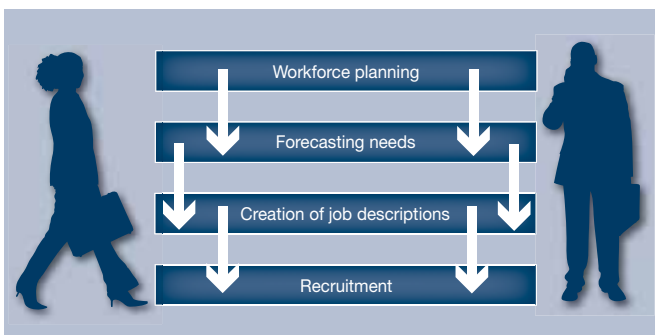 Workforce planning
Forecasting needs
Creation of job descriptions
Recruitment